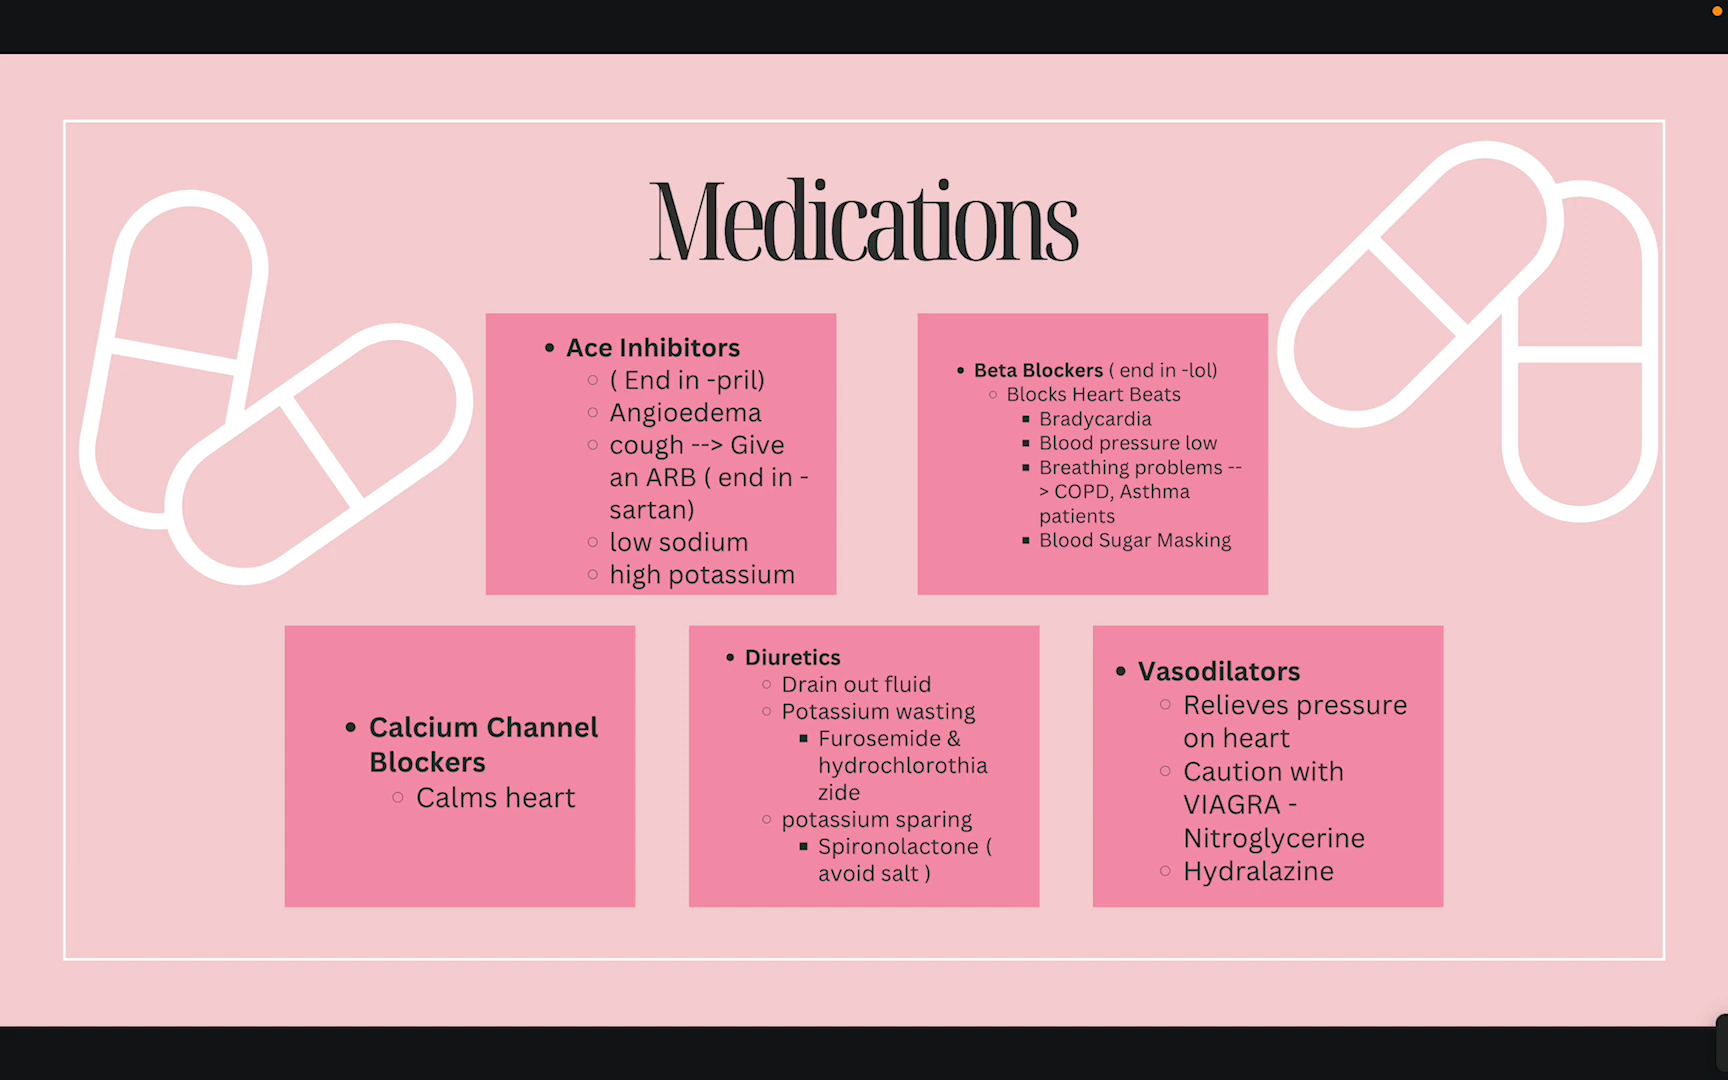 Medications
Ace Inhibitors
( End in -pril)
Angioedema
cough --> Give
an ARB ( end in -
sartan)
low sodium
high potassium
Beta Blockers ( end in -lol)
Blocks Heart Beats
Bradycardia
Blood pressure low
Breathing problems --
> COPD, Asthma
patients
Blood Sugar Masking
Calcium Channel
Blockers
Calms heart
Diuretics
Drain out fluid
Potassium wasting
Furosemide &
hydrochlorothia
zide
potassium sparing
Spironolactone (
avoid salt )
Vasodilators
Relieves pressure
on heart
Caution with
VIAGRA -
Nitroglycerine
Hydralazine